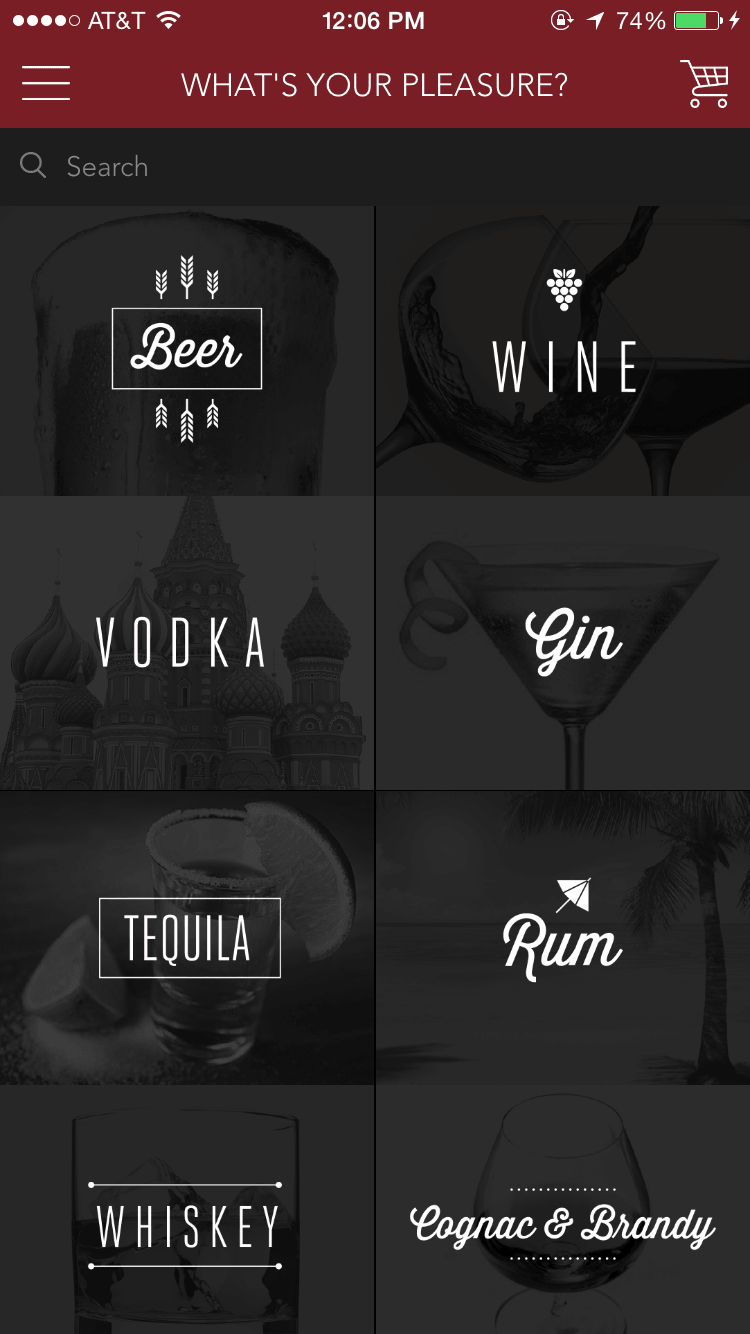 AT&T 12:06 PM 74%
WHAT'S YOUR PLEASURE?
Search
Beer
WINE
VODKA
Gin
TEQUILA
Rum
WHISKEY
Cognac & Brandy